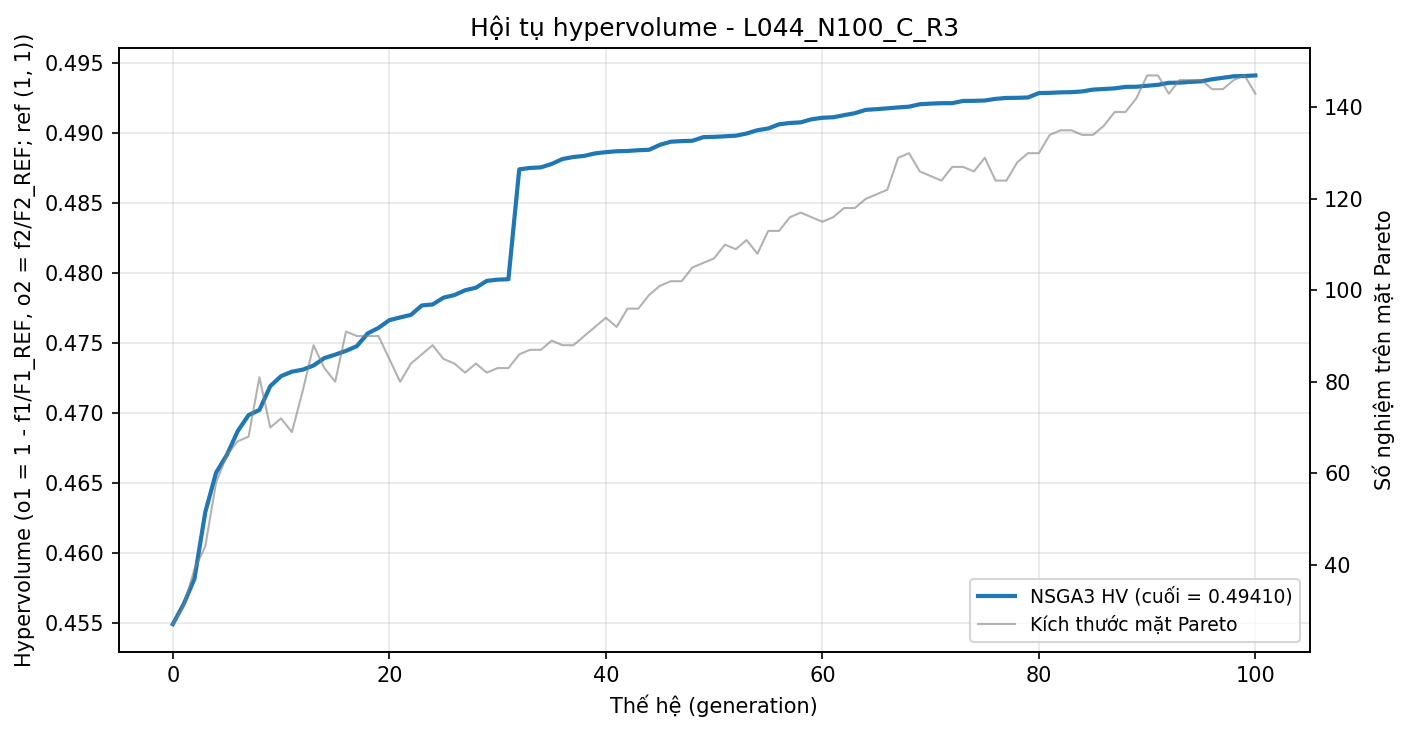 Hội tụ hypervolume - L044_N100_C_R3
Hypervolume (o1 = 1 - f1/F1_REF, o2 = f2/F2_REF; ref (1, 1))
0.495
0.490
0.485
0.480
0.475
0.470
0.465
0.460
0.455
140
120
100
80
60
40
Số nghiệm trên mặt Pareto
NSGA3 HV (cuối = 0.49410)
Kích thước mặt Pareto
0 20 40 60 80 100
Thế hệ (generation)